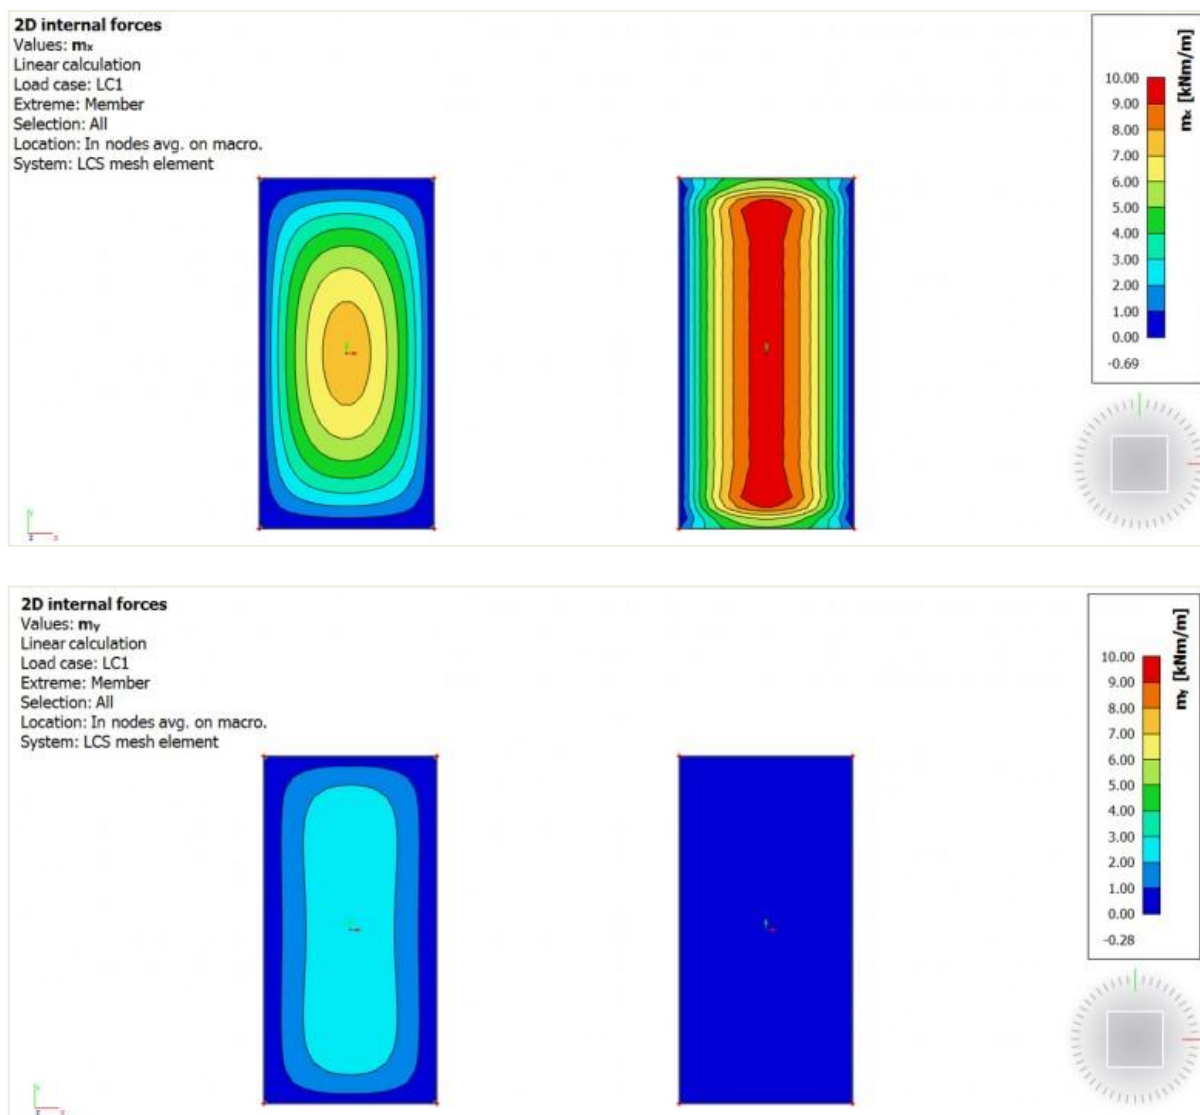 2D internal forces
Values: mx
Linear calculation
Load case: LC1
Extreme: Member
Selection: All
Location: In nodes avg. on macro.
System: LCS mesh element
mx [kNm/m]
10.00
9.00
8.00
7.00
6.00
5.00
4.00
3.00
2.00
1.00
0.00
-0.69
2D internal forces
Values: my
Linear calculation
Load case: LC1
Extreme: Member
Selection: All
Location: In nodes avg. on macro.
System: LCS mesh element
my [kNm/m]
10.00
9.00
8.00
7.00
6.00
5.00
4.00
3.00
2.00
1.00
0.00
-0.28